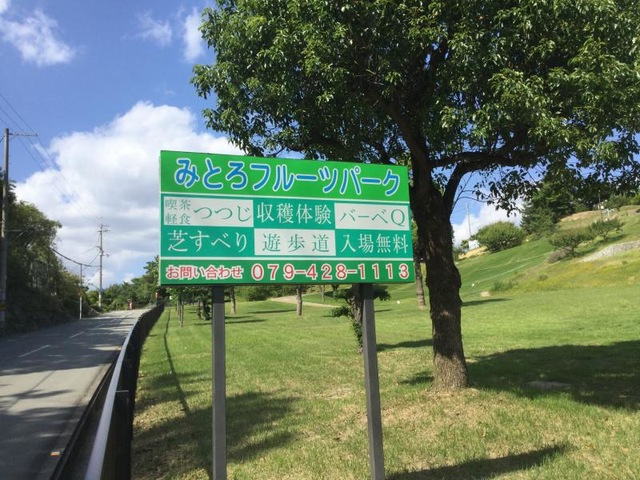 みとろフルーツパーク
喫茶 軽食 つつじ 収穫体験 バーベQ
芝すべり 遊歩道 入場無料
お問い合わせ 079-428-1113